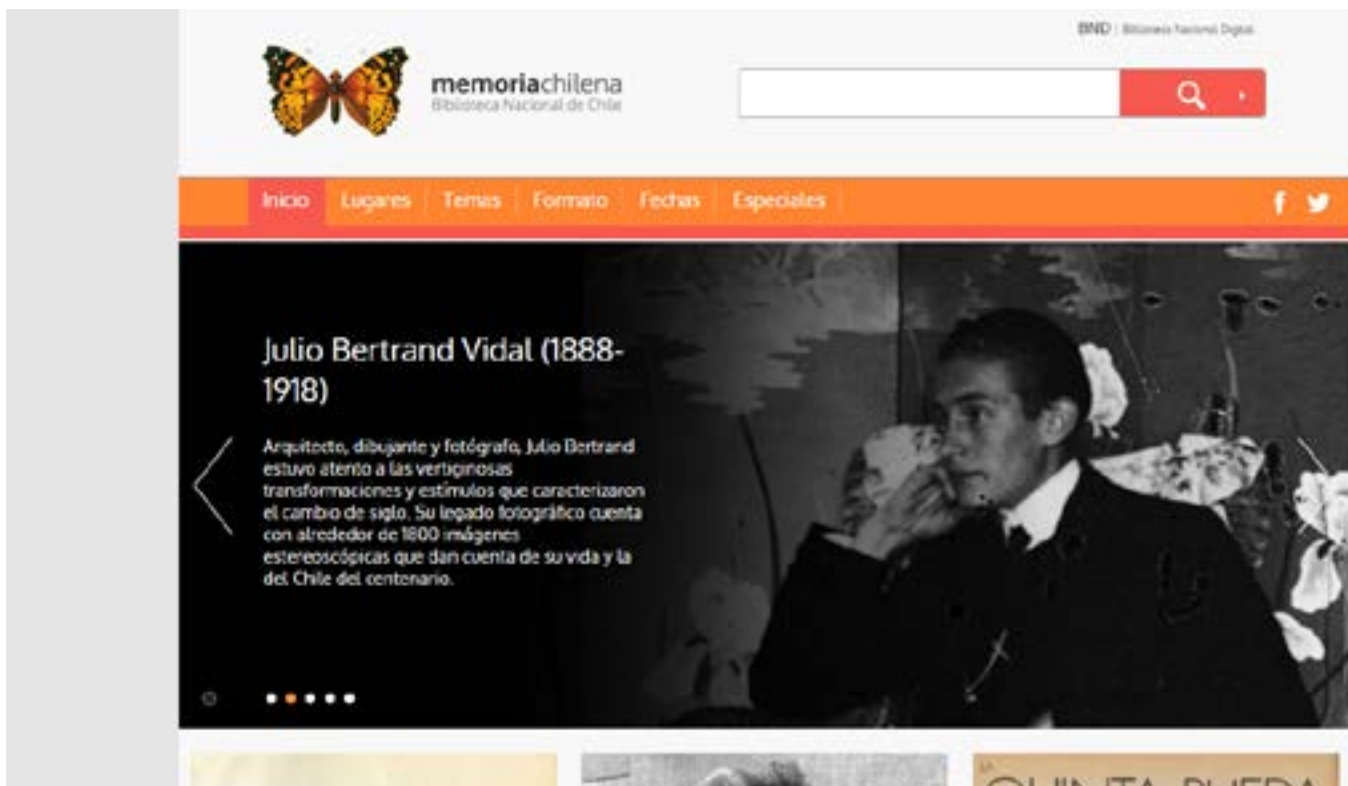 BND | Biblioteca Nacional Digital
memoriachilena
Biblioteca Nacional de Chile
Inicio
Lugares
Temas
Formato
Fechas
Especiales
Julio Bertrand Vidal (1888-
1918)
Arquitecto, dibujante y fotógrafo, Julio Bertrand
estuvo atento a las vertiginosas
transformaciones y estímulos que caracterizaron
el cambio de siglo. Su legado fotográfico cuenta
con alrededor de 1800 imágenes
estereoscópicas que dan cuenta de su vida y la
del Chile del centenario.
LA
QUINTA RUEDA